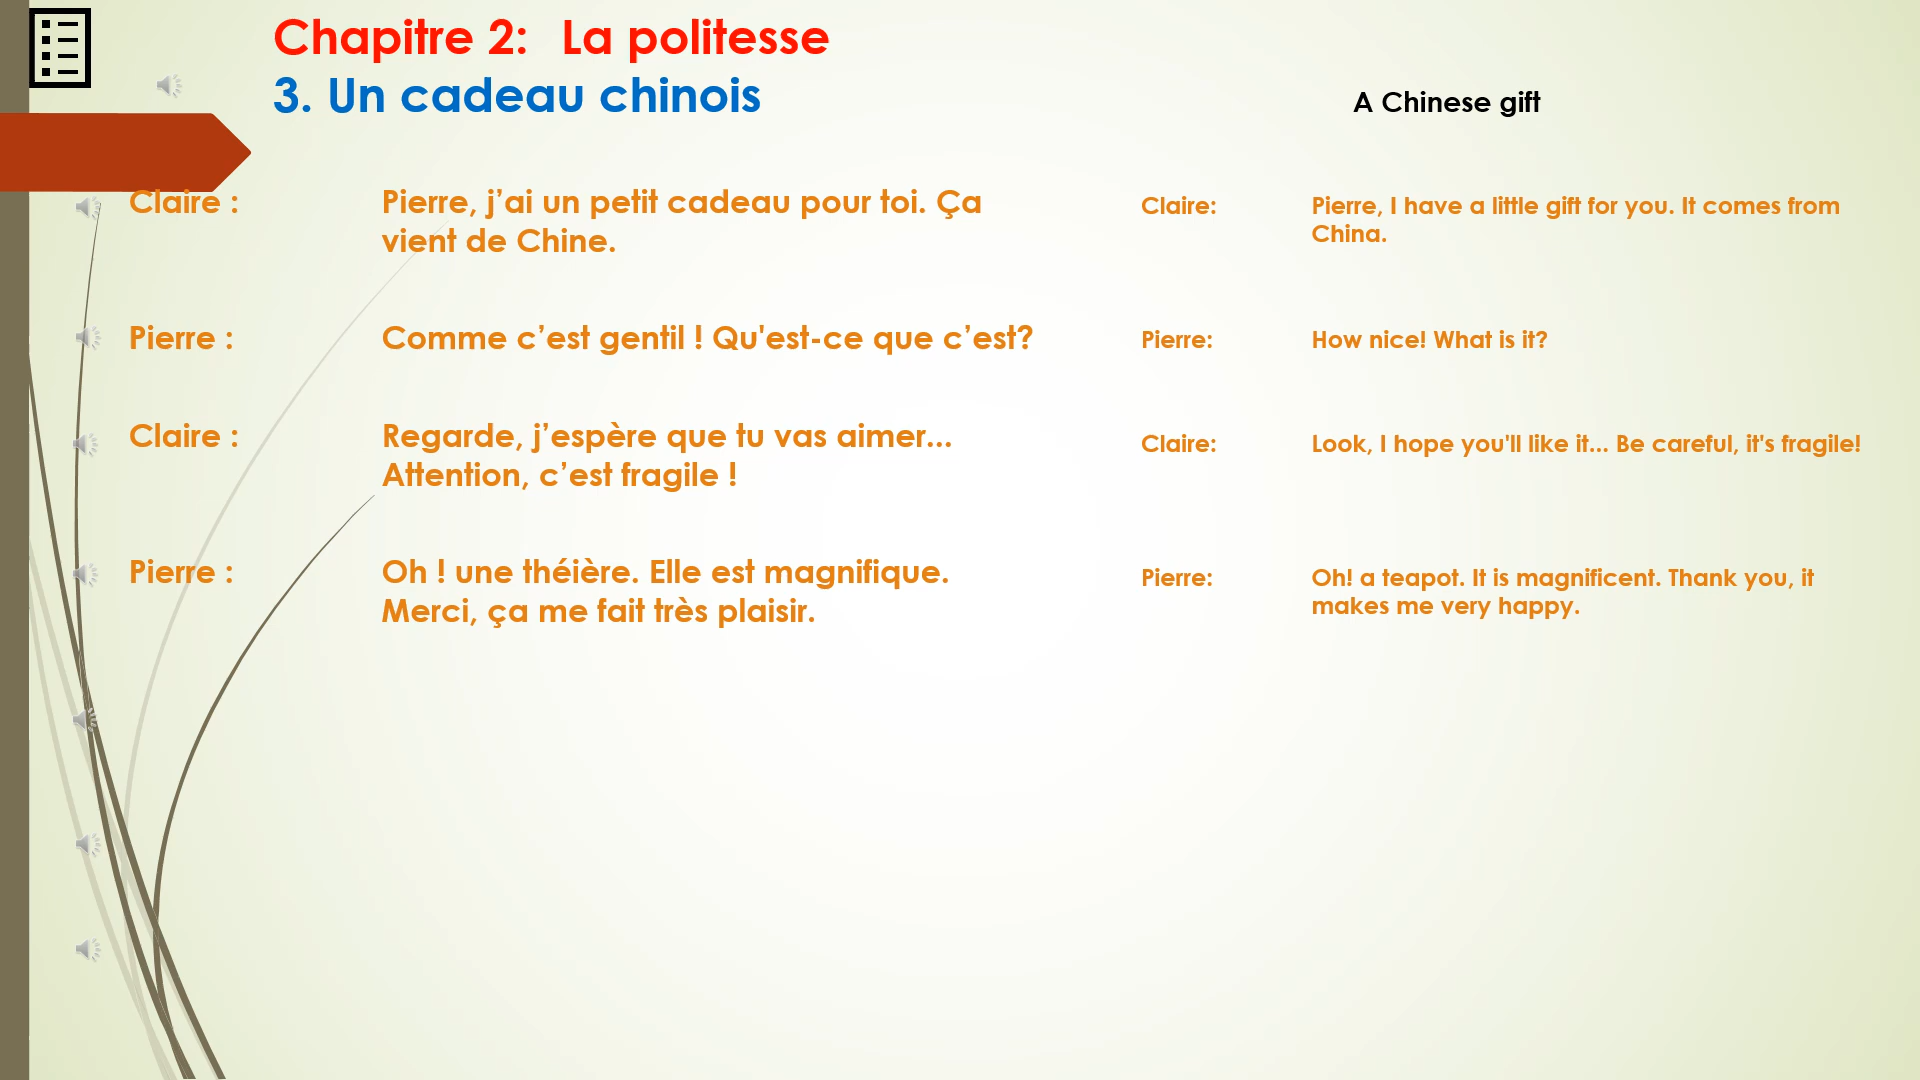 Chapitre 2: La politesse
3. Un cadeau chinois
A Chinese gift
Claire : Pierre, j’ai un petit cadeau pour toi. Ça
vient de Chine.
Claire: Pierre, I have a little gift for you. It comes from
China.
Pierre : Comme c’est gentil ! Qu'est-ce que c’est?
Pierre: How nice! What is it?
Claire : Regarde, j’espère que tu vas aimer...
Attention, c’est fragile !
Claire: Look, I hope you'll like it... Be careful, it's fragile!
Pierre : Oh ! une théière. Elle est magnifique.
Merci, ça me fait très plaisir.
Pierre: Oh! a teapot. It is magnificent. Thank you, it
makes me very happy.